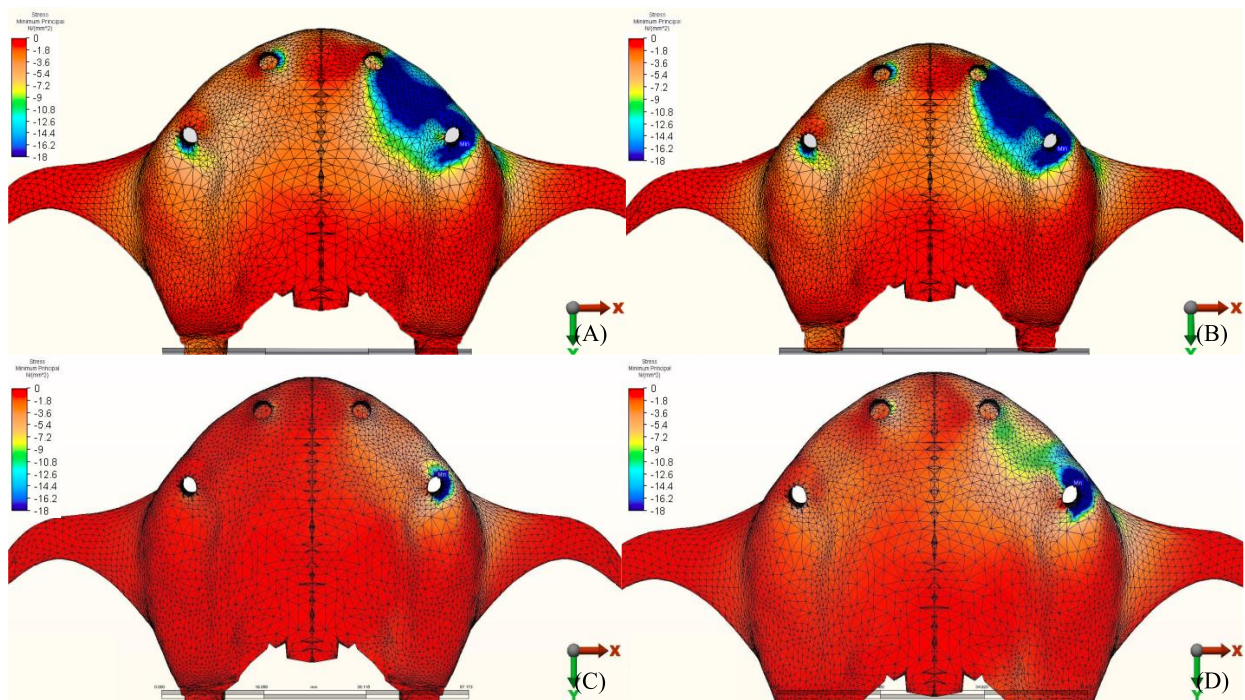 Stress
Minimum Principal
N/(mm^2)
0
-1.8
-3.6
-5.4
-7.2
-9
-10.8
-12.6
-14.4
-16.2
-18
Min
X
Y
(A)
Stress
Minimum Principal
N/(mm^2)
0
-1.8
-3.6
-5.4
-7.2
-9
-10.8
-12.6
-14.4
-16.2
-18
Min
X
Y
(B)
Stress
Minimum Principal
N/(mm^2)
0
-1.8
-3.6
-5.4
-7.2
-9
-10.8
-12.6
-14.4
-16.2
-18
Min
X
Y
0.000
mm
(C)
Stress
Minimum Principal
N/(mm^2)
0
-1.8
-3.6
-5.4
-7.2
-9
-10.8
-12.6
-14.4
-16.2
-18
Min
X
Y
(D)